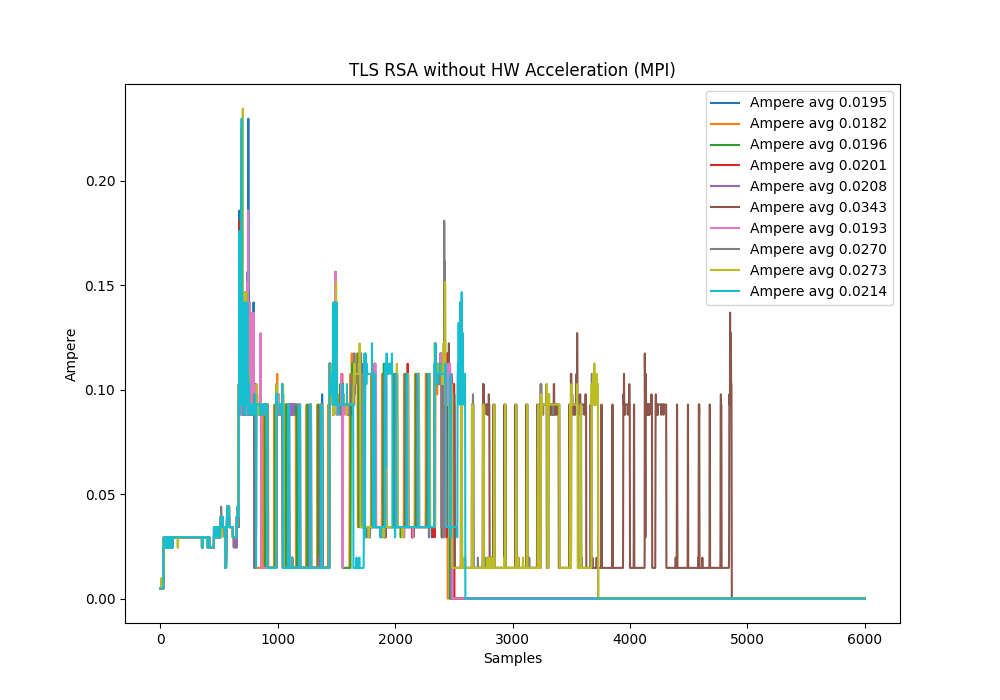 TLS RSA without HW Acceleration (MPI)
Ampere avg 0.0195
Ampere avg 0.0182
Ampere avg 0.0196
Ampere avg 0.0201
Ampere avg 0.0208
Ampere avg 0.0343
Ampere avg 0.0193
Ampere avg 0.0270
Ampere avg 0.0273
Ampere avg 0.0214
0.20
0.15
0.10
0.05
0.00
Ampere
0 1000 2000 3000 4000 5000 6000
Samples